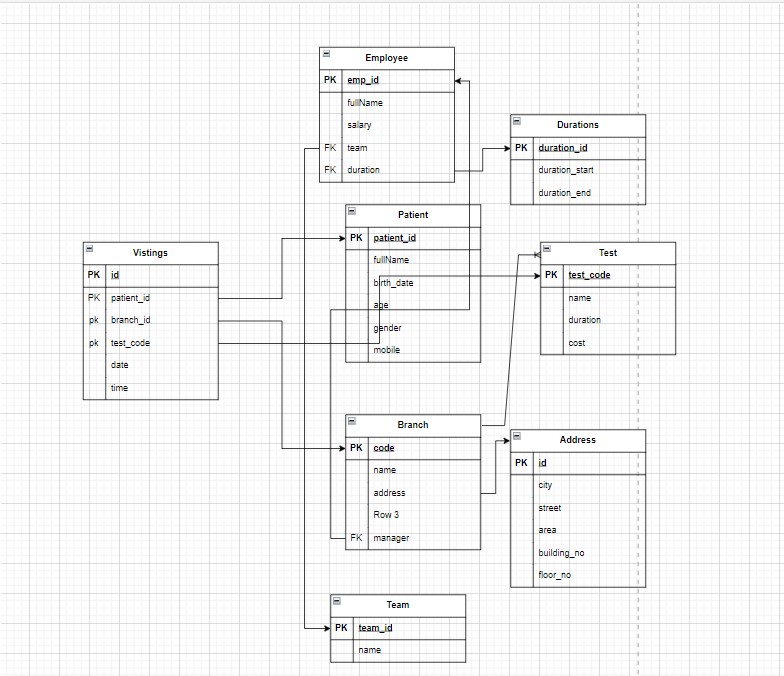 Employee
PK emp_id
fullName
salary
FK team
FK duration
Durations
PK duration_id
duration_start
duration_end
Patient
PK patient_id
fullName
birth_date
age
gender
mobile
Vistings
PK id
PK patient_id
pk branch_id
pk test_code
date
time
Test
PK test_code
name
duration
cost
Branch
PK code
name
address
Row 3
FK manager
Address
PK id
city
street
area
building_no
floor_no
Team
PK team_id
name